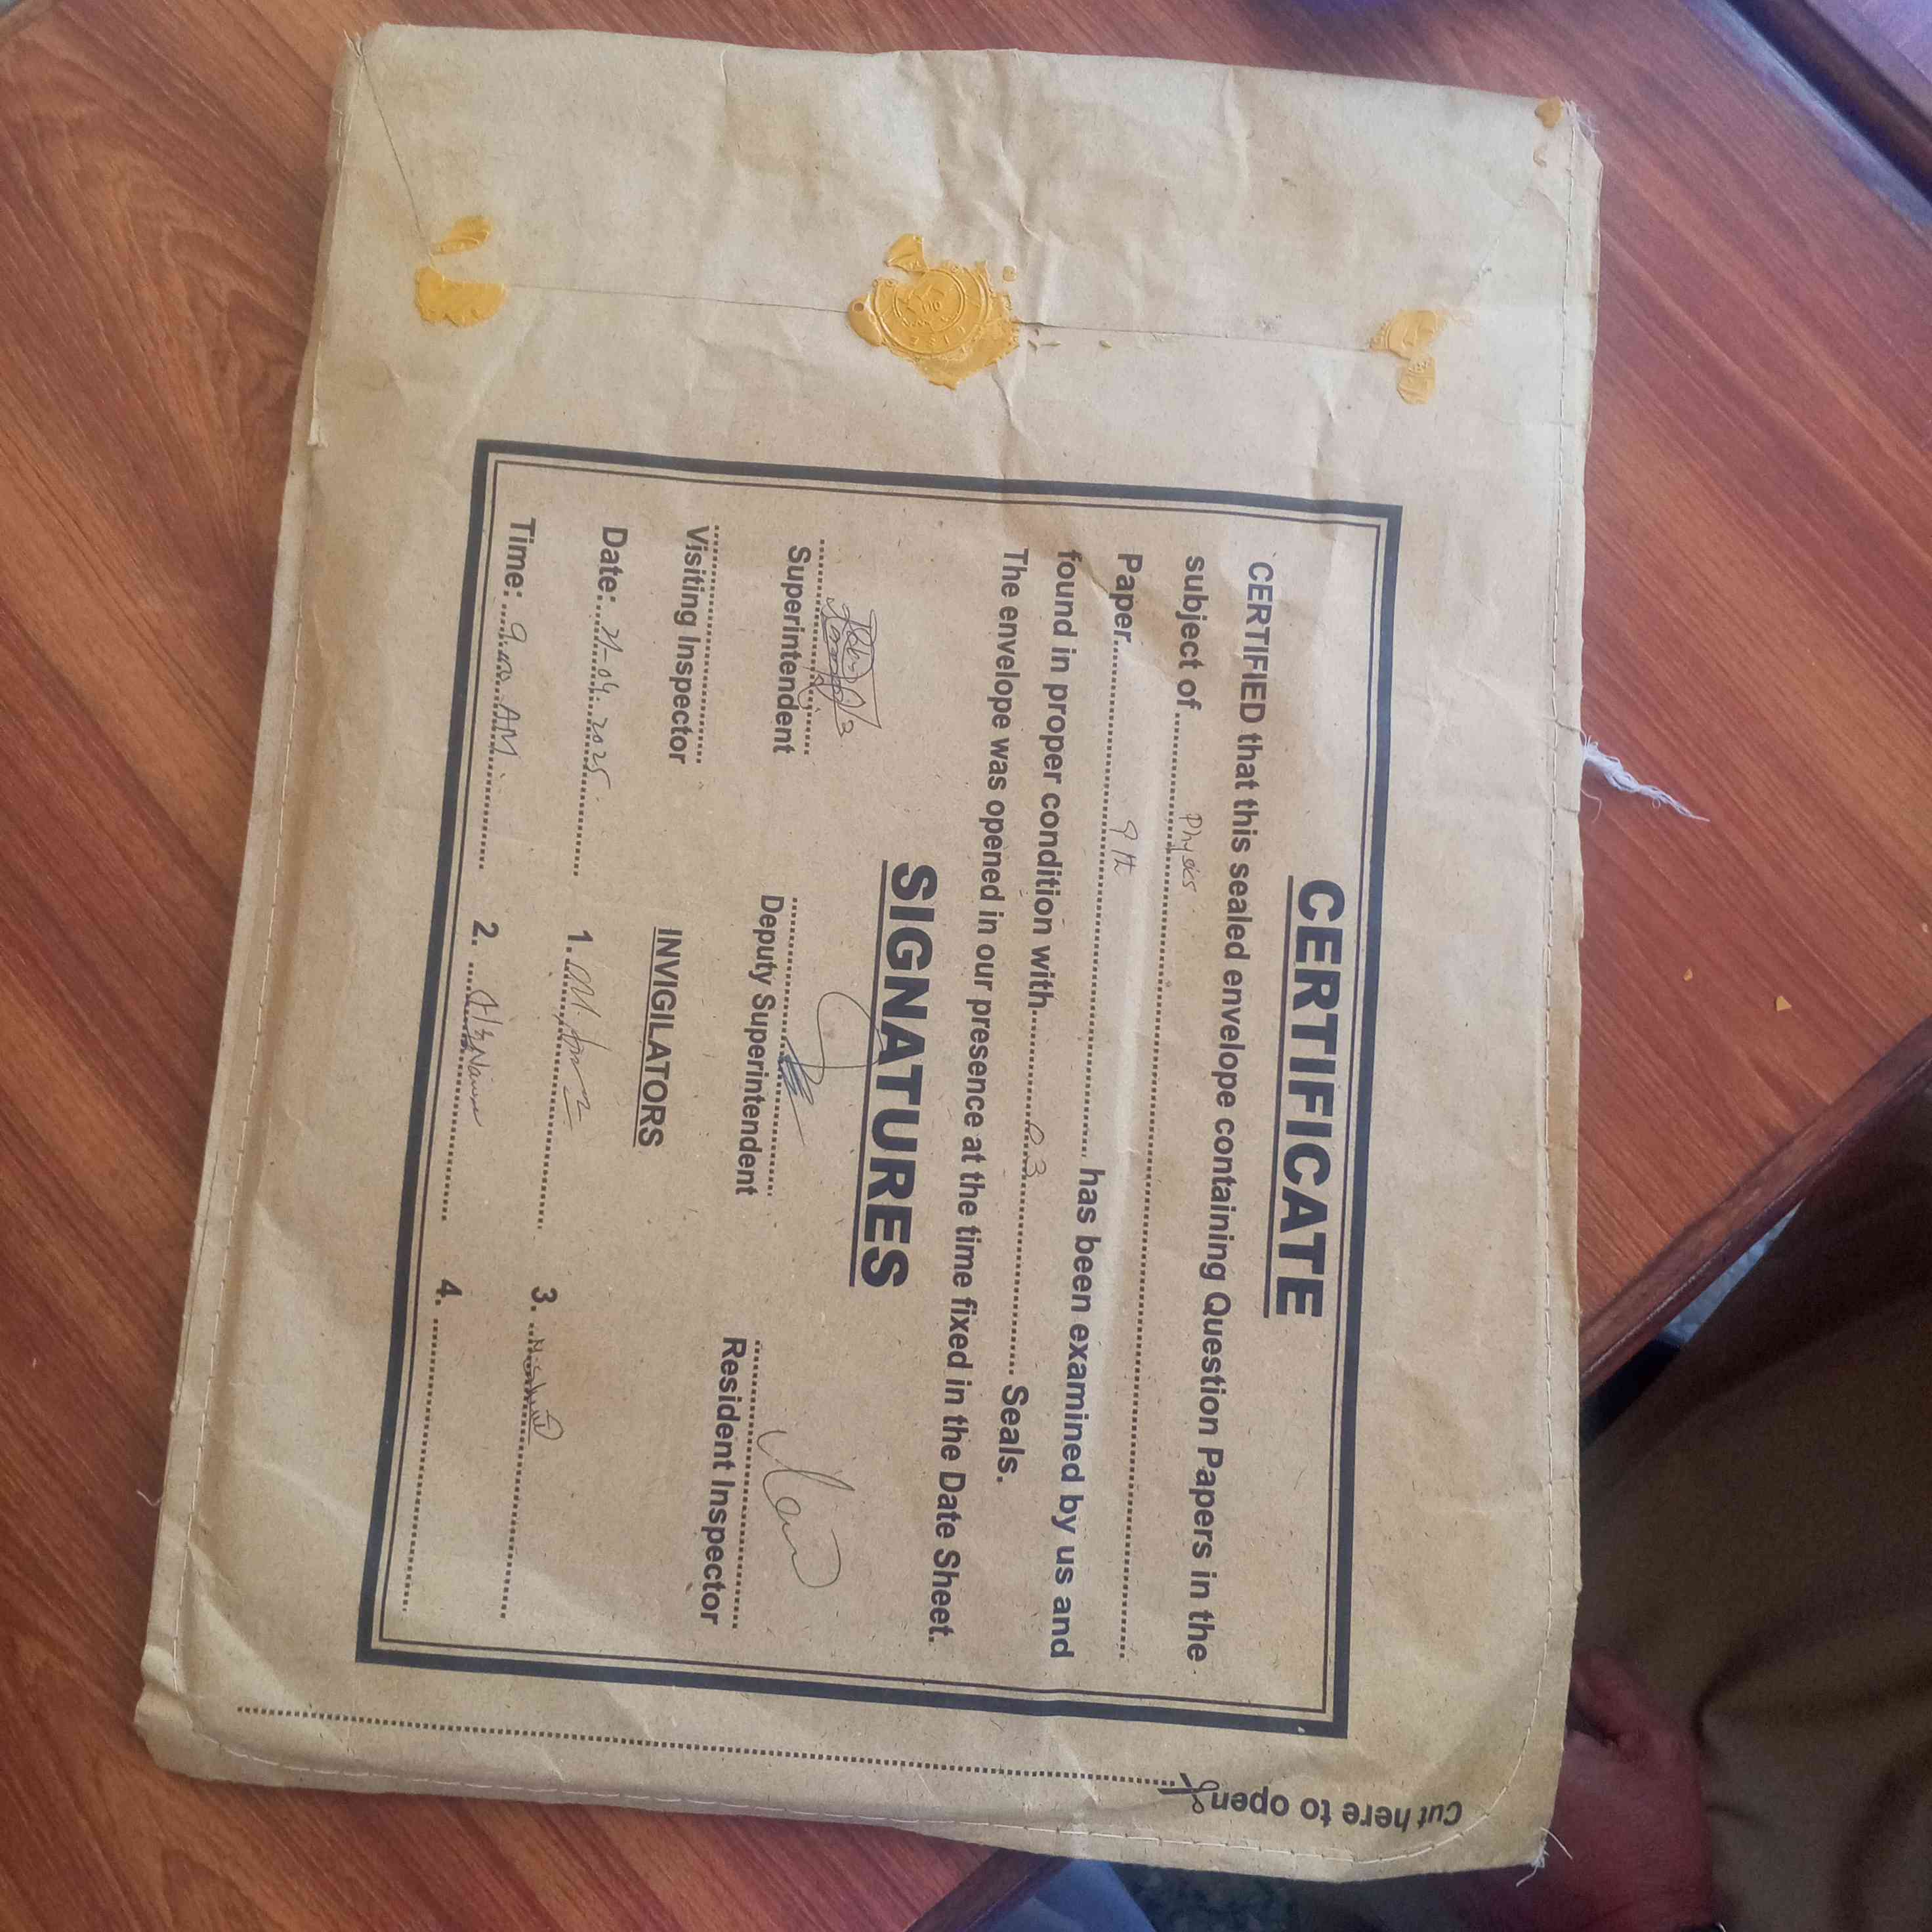 CERTIFICATE
CERTIFIED that this sealed envelope containing Question Papers in the
subject of Physics
Paper 9th has been examined by us and
found in proper condition with 03 Seals.
The envelope was opened in our presence at the time fixed in the Date Sheet.
SIGNATURES
Superintendent Deputy Superintendent Resident Inspector
Visiting Inspector INVIGILATORS
Date: 21-04-2025 1. 3.
Time: 9:00 AM 2. 4.
Cut here to open